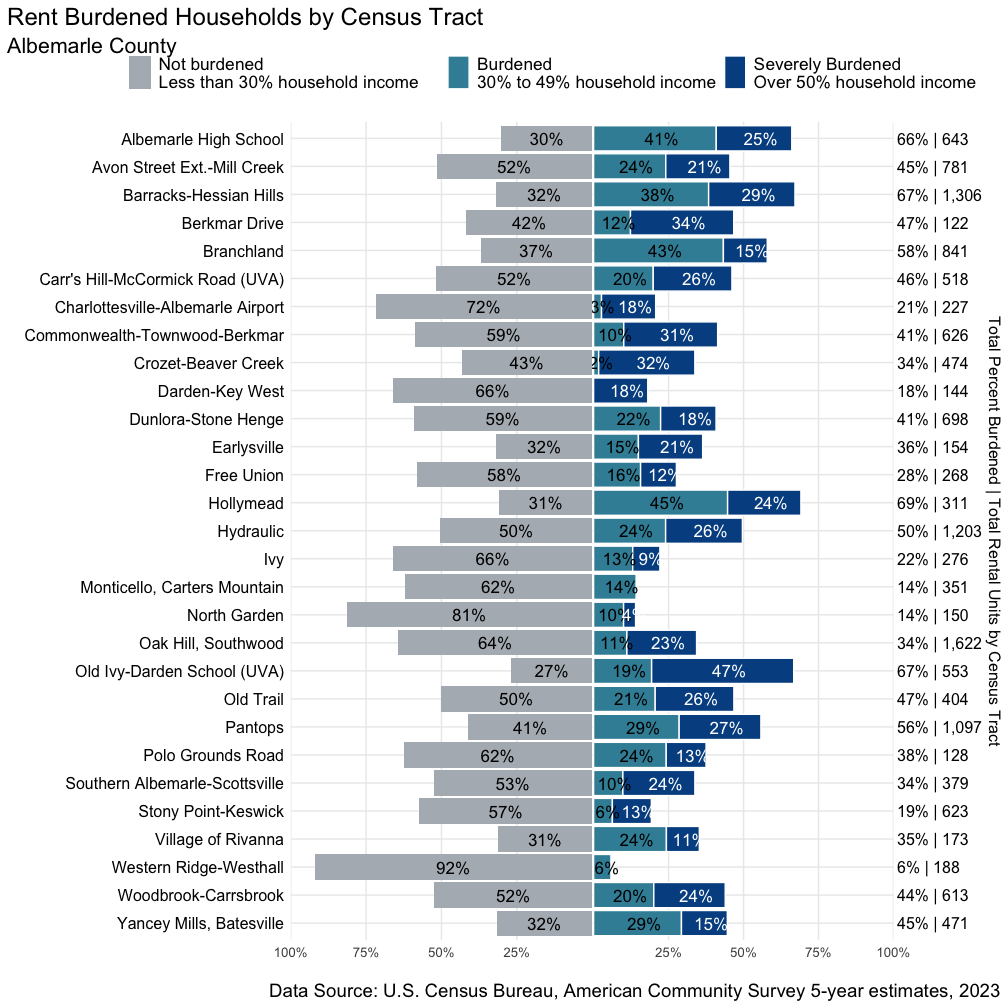 Rent Burdened Households by Census Tract
Albemarle County
Not burdened
Less than 30% household income
Burdened
30% to 49% household income
Severely Burdened
Over 50% household income
Albemarle High School 30% 41% 25% 66% | 643
Avon Street Ext.-Mill Creek 52% 24% 21% 45% | 781
Barracks-Hessian Hills 32% 38% 29% 67% | 1,306
Berkmar Drive 42% 12% 34% 47% | 122
Branchland 37% 43% 15% 58% | 841
Carr's Hill-McCormick Road (UVA) 52% 20% 26% 46% | 518
Charlottesville-Albemarle Airport 72% 3% 18% 21% | 227
Commonwealth-Townwood-Berkmar 59% 10% 31% 41% | 626
Crozet-Beaver Creek 43% 2% 32% 34% | 474
Darden-Key West 66% 18% 18% | 144
Dunlora-Stone Henge 59% 22% 18% 41% | 698
Earlysville 32% 15% 21% 36% | 154
Free Union 58% 16% 12% 28% | 268
Hollymead 31% 45% 24% 69% | 311
Hydraulic 50% 24% 26% 50% | 1,203
Ivy 66% 13% 9% 22% | 276
Monticello, Carters Mountain 62% 14% 14% | 351
North Garden 81% 10% 4% 14% | 150
Oak Hill, Southwood 64% 11% 23% 34% | 1,622
Old Ivy-Darden School (UVA) 27% 19% 47% 67% | 553
Old Trail 50% 21% 26% 47% | 404
Pantops 41% 29% 27% 56% | 1,097
Polo Grounds Road 62% 24% 13% 38% | 128
Southern Albemarle-Scottsville 53% 10% 24% 34% | 379
Stony Point-Keswick 57% 6% 13% 19% | 623
Village of Rivanna 31% 24% 11% 35% | 173
Western Ridge-Westhall 92% 6% 6% | 188
Woodbrook-Carrsbrook 52% 20% 24% 44% | 613
Yancey Mills, Batesville 32% 29% 15% 45% | 471
100% 75% 50% 25% 25% 50% 75% 100%
Total Percent Burdened | Total Rental Units by Census Tract
Data Source: U.S. Census Bureau, American Community Survey 5-year estimates, 2023